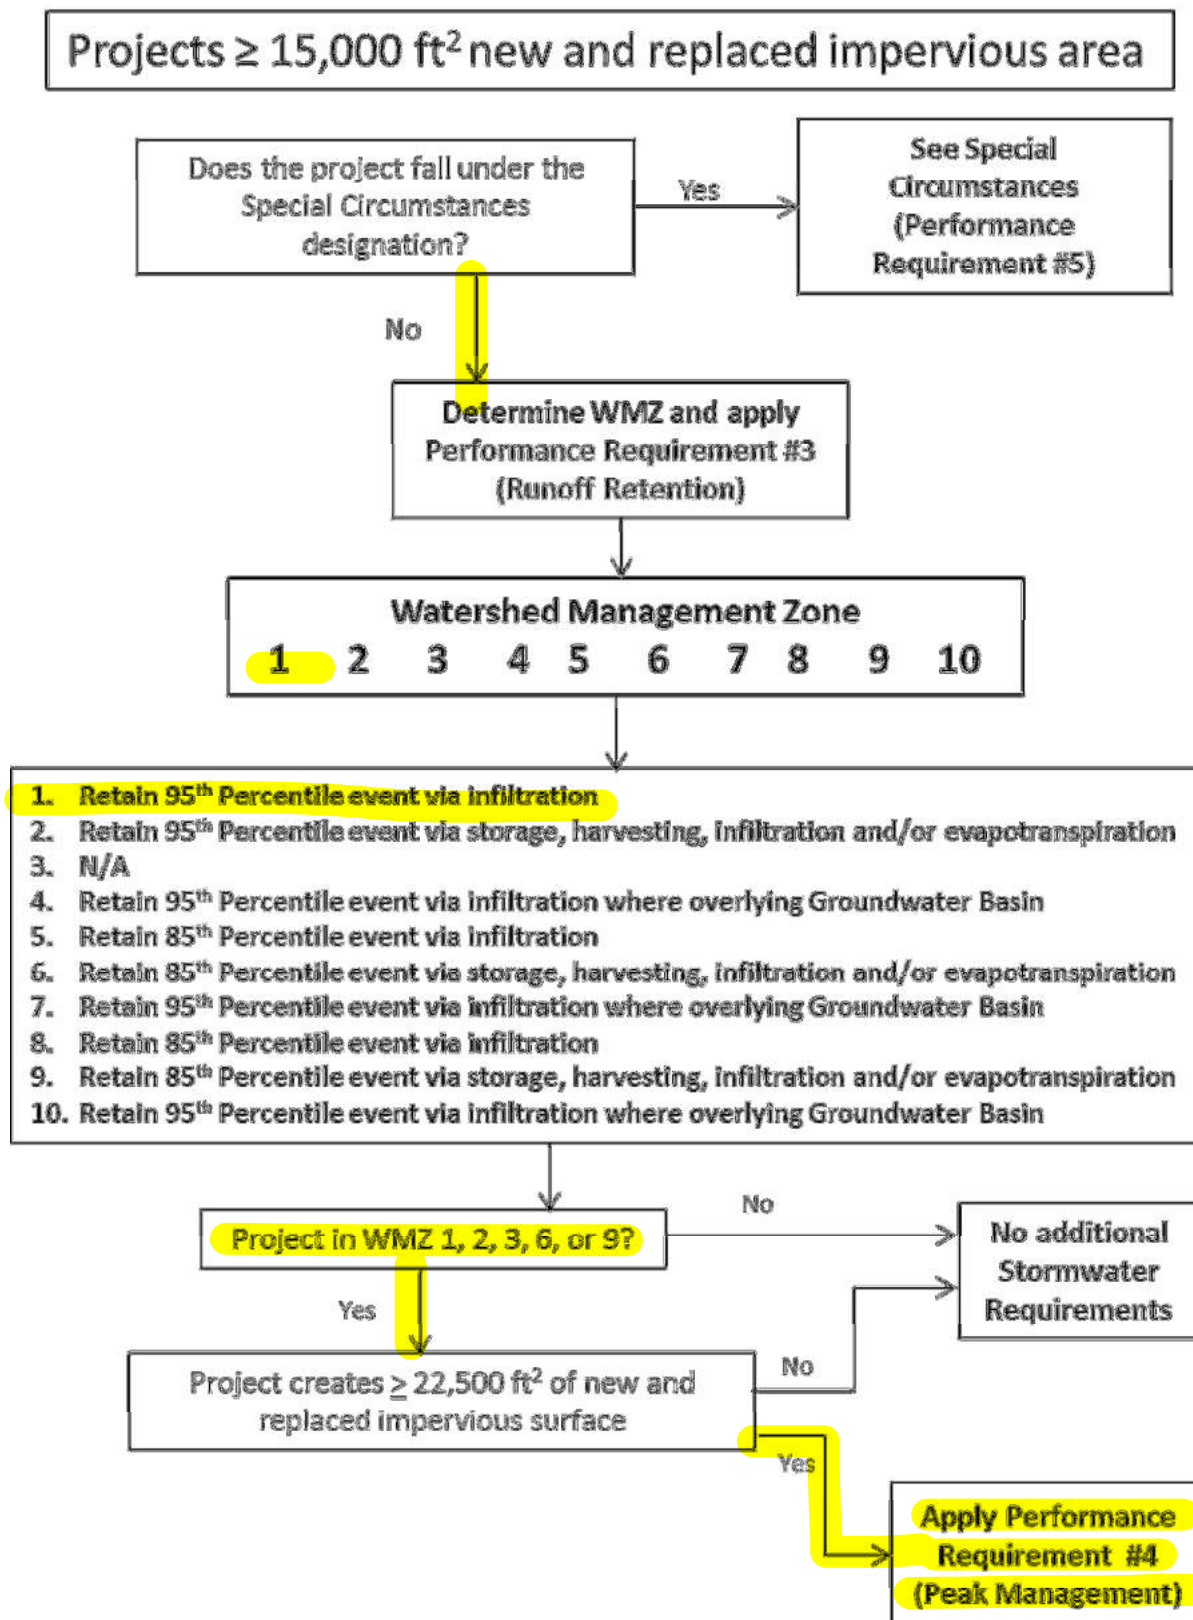 Projects ≥ 15,000 ft² new and replaced impervious area
Does the project fall under the
Special Circumstances
designation?
Yes
See Special
Circumstances
(Performance
Requirement #5)
No
Determine WMZ and apply
Performance Requirement #3
(Runoff Retention)
Watershed Management Zone
1 2 3 4 5 6 7 8 9 10
1. Retain 95th Percentile event via infiltration
2. Retain 95th Percentile event via storage, harvesting, infiltration and/or evapotranspiration
3. N/A
4. Retain 95th Percentile event via infiltration where overlying Groundwater Basin
5. Retain 85th Percentile event via infiltration
6. Retain 85th Percentile event via storage, harvesting, infiltration and/or evapotranspiration
7. Retain 95th Percentile event via infiltration where overlying Groundwater Basin
8. Retain 85th Percentile event via infiltration
9. Retain 85th Percentile event via storage, harvesting, infiltration and/or evapotranspiration
10. Retain 95th Percentile event via infiltration where overlying Groundwater Basin
Project in WMZ 1, 2, 3, 6, or 9?
No
No additional
Stormwater
Requirements
Yes
Project creates ≥ 22,500 ft² of new and
replaced impervious surface
No
Yes
Apply Performance
Requirement #4
(Peak Management)